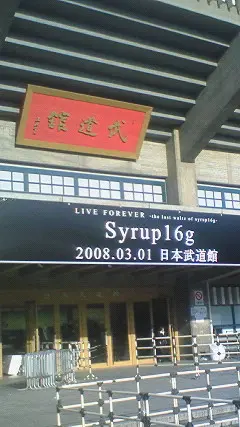 武道館
LIVE FOREVER -the last waltz of syrup16g-
Syrup16g
2008.03.01 日本武道館